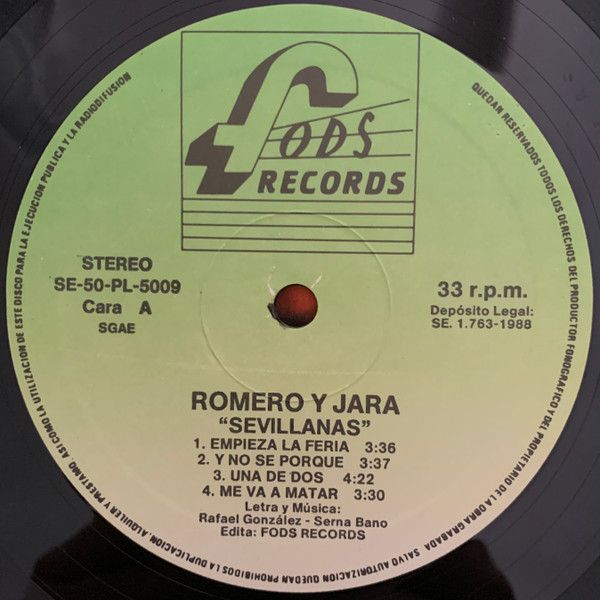 fODS
RECORDS
QUEDAN RESERVADOS TODOS LOS DERECHOS DEL PRODUCTOR FONOGRAFICO Y DEL PROPIETARIO DE LA OBRA GRABADA SALVO AUTORIZACION QUEDAN PROHIBIDOS LA DUPLICACION, ALQUILER Y PRESTAMO, ASI COMO LA UTILIZACION DE ESTE DISCO PARA LA EJECUCION PUBLICA Y LA RADIODIFUSION
STEREO
SE-50-PL-5009
Cara A
SGAE
33 r.p.m.
Depósito Legal:
SE. 1.763-1988
ROMERO Y JARA
“SEVILLANAS”
1. EMPIEZA LA FERIA 3:36
2. Y NO SE PORQUE 3:37
3. UNA DE DOS 4:22
4. ME VA A MATAR 3:30
Letra y Música:
Rafael González - Serna Bano
Edita: FODS RECORDS